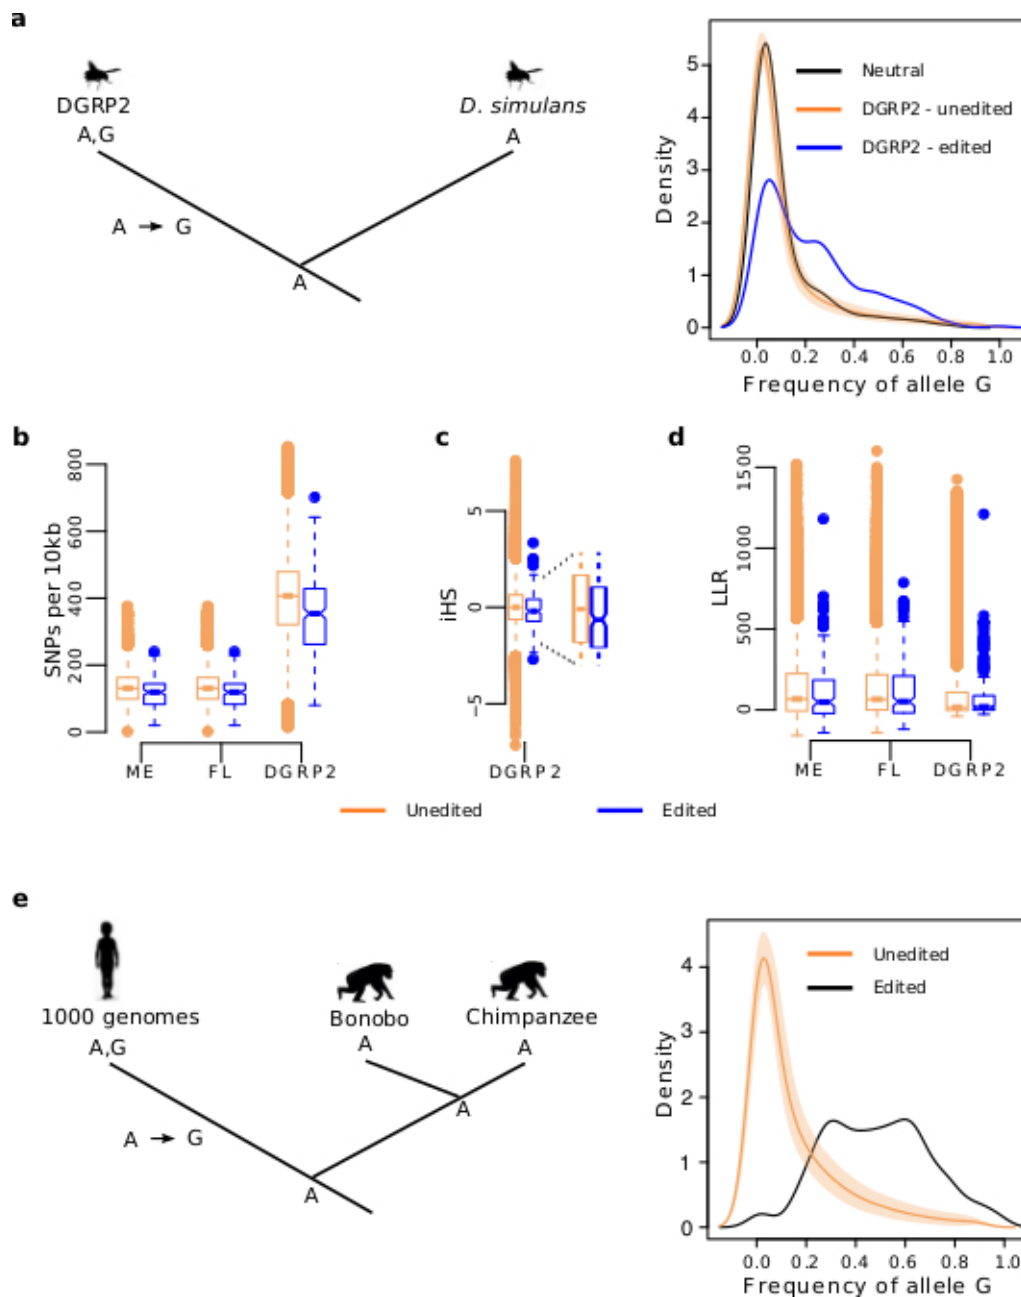 a
DGRP2
A,G
D. simulans
A
A → G
A
Density
5
4
3
2
1
0
Neutral
DGRP2 - unedited
DGRP2 - edited
0.0 0.2 0.4 0.6 0.8 1.0
Frequency of allele G
b
SNPs per 10kb
800
600
400
200
0
ME FL DGRP2
c
iHS
5
0
−5
DGRP2
d
LLR
1500
1000
500
0
ME FL DGRP2
Unedited Edited
e
1000 genomes
A,G
Bonobo
A
Chimpanzee
A
A
A → G
A
Density
4
3
2
1
0
Unedited
Edited
0.0 0.2 0.4 0.6 0.8 1.0
Frequency of allele G